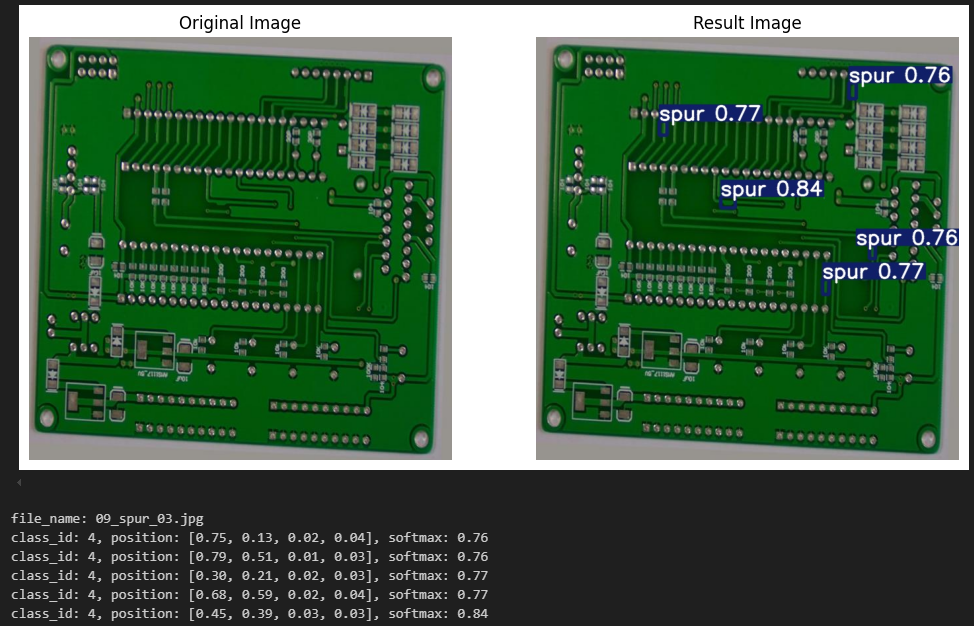 Original Image
Result Image
spur 0.76
spur 0.77
spur 0.84
spur 0.76
spur 0.77
file_name: 09_spur_03.jpg
class_id: 4, position: [0.75, 0.13, 0.02, 0.04], softmax: 0.76
class_id: 4, position: [0.79, 0.51, 0.01, 0.03], softmax: 0.76
class_id: 4, position: [0.30, 0.21, 0.02, 0.03], softmax: 0.77
class_id: 4, position: [0.68, 0.59, 0.02, 0.04], softmax: 0.77
class_id: 4, position: [0.45, 0.39, 0.03, 0.03], softmax: 0.84